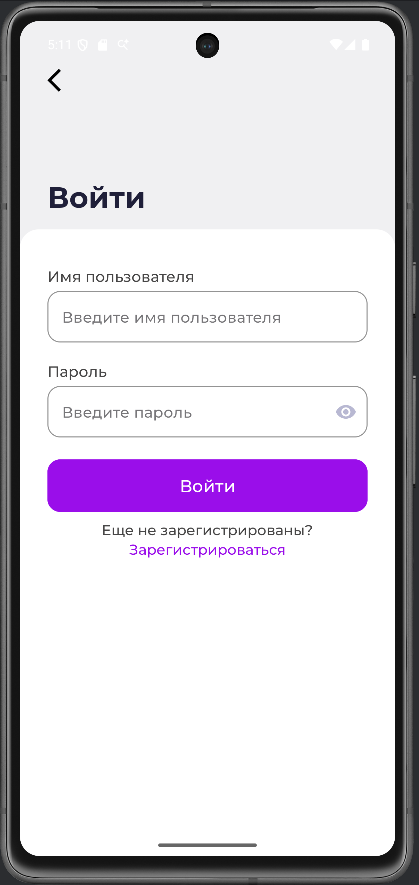 5:11
Войти
Имя пользователя
Введите имя пользователя
Пароль
Введите пароль
Войти
Еще не зарегистрированы?
Зарегистрироваться